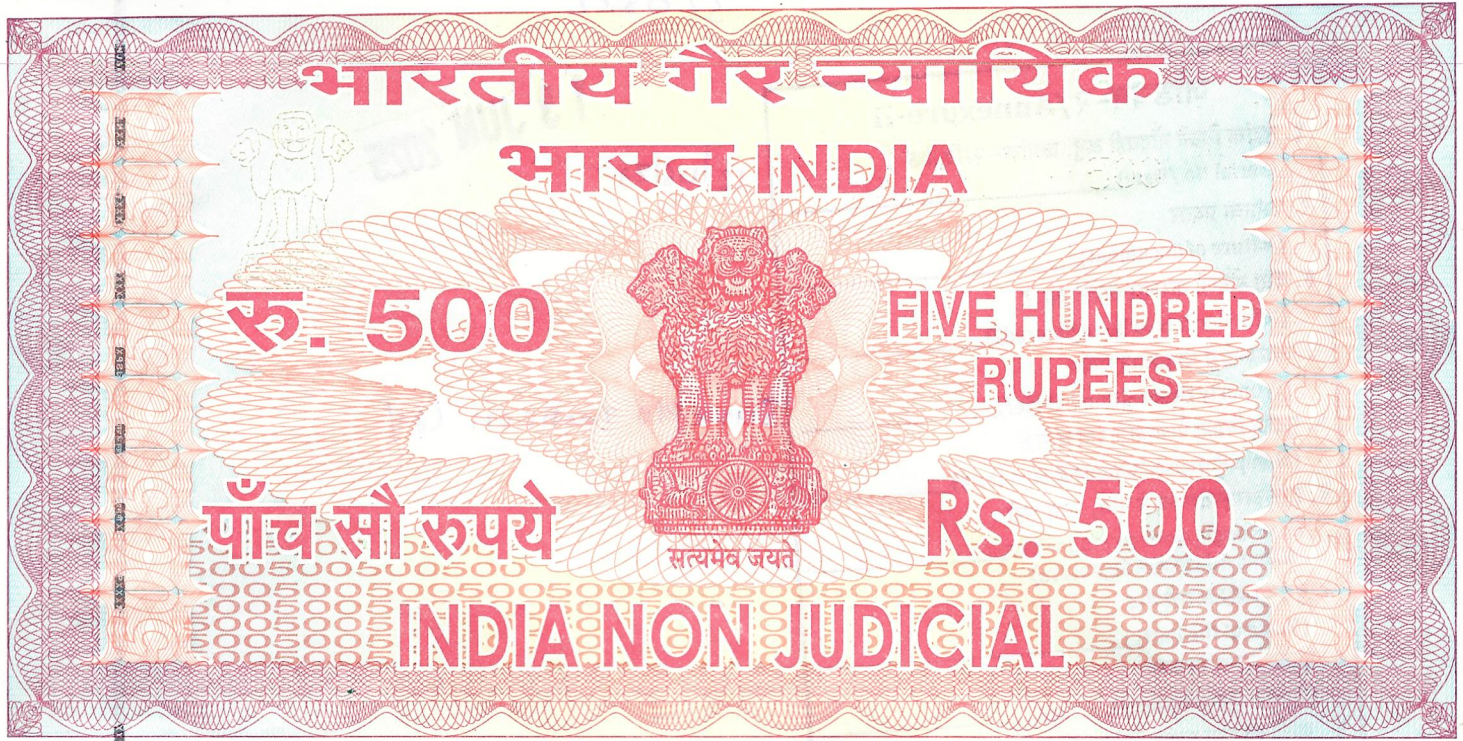 भारतीय गैर न्यायिक
भारत INDIA
रु. 500
FIVE HUNDRED
RUPEES
पाँच सौ रुपये
Rs. 500
सत्यमेव जयते
INDIA NON JUDICIAL